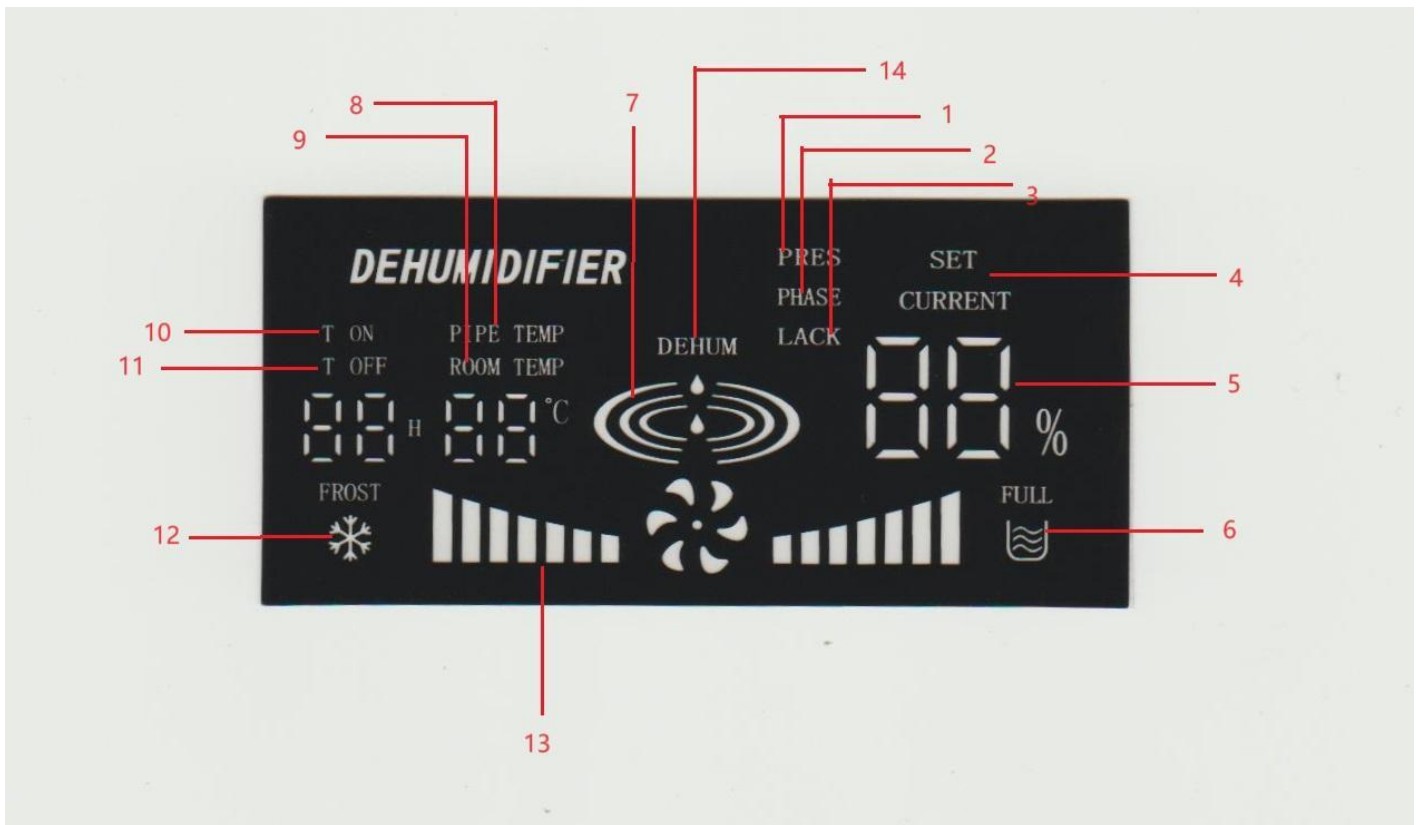 14
8
7
1
9
2
3
DEHUMIDIFIER
PRES
SET
4
PHASE
CURRENT
10
T ON
PIPE TEMP
DEHUM
LACK
11
T OFF
ROOM TEMP
5
88 H
88 °C
88 %
FROST
FULL
12
6
13